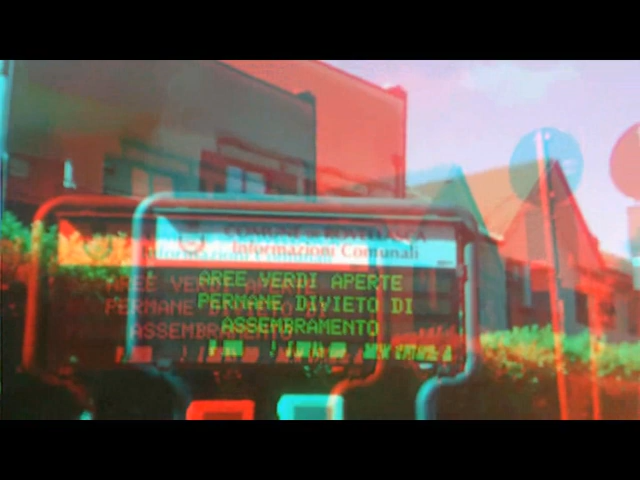 Informazioni Comunali
AREE VERDI APERTE
PERMANE DIVIETO DI
ASSEMBRAMENTO